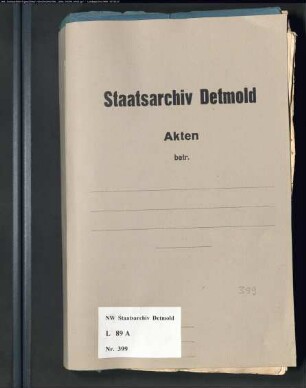 Staatsarchiv Detmold
Akten
betr.
399
NW Staatsarchiv Detmold
L 89 A
Nr. 399